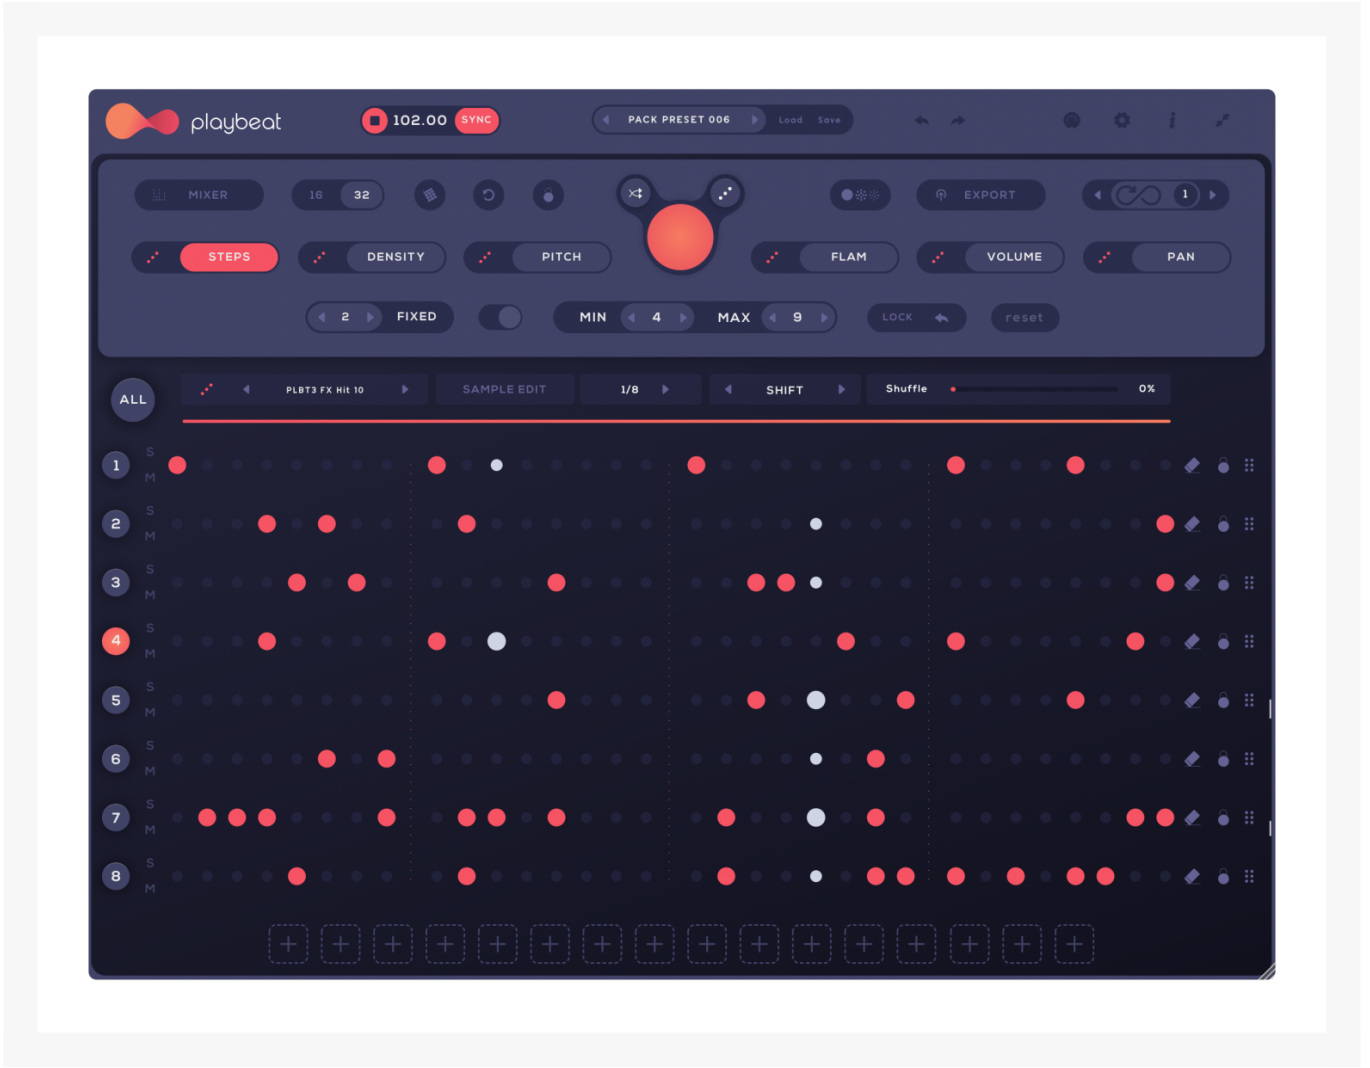 playbeat 102.00 SYNC PACK PRESET 006 Load Save
MIXER 16 32 EXPORT 1
STEPS DENSITY PITCH FLAM VOLUME PAN
2 FIXED MIN 4 MAX 9 LOCK reset
ALL PLBT3 FX Hit 10 SAMPLE EDIT 1/8 SHIFT Shuffle 0%
S
1
M
S
2
M
S
3
M
S
4
M
S
5
M
S
6
M
S
7
M
S
8
M